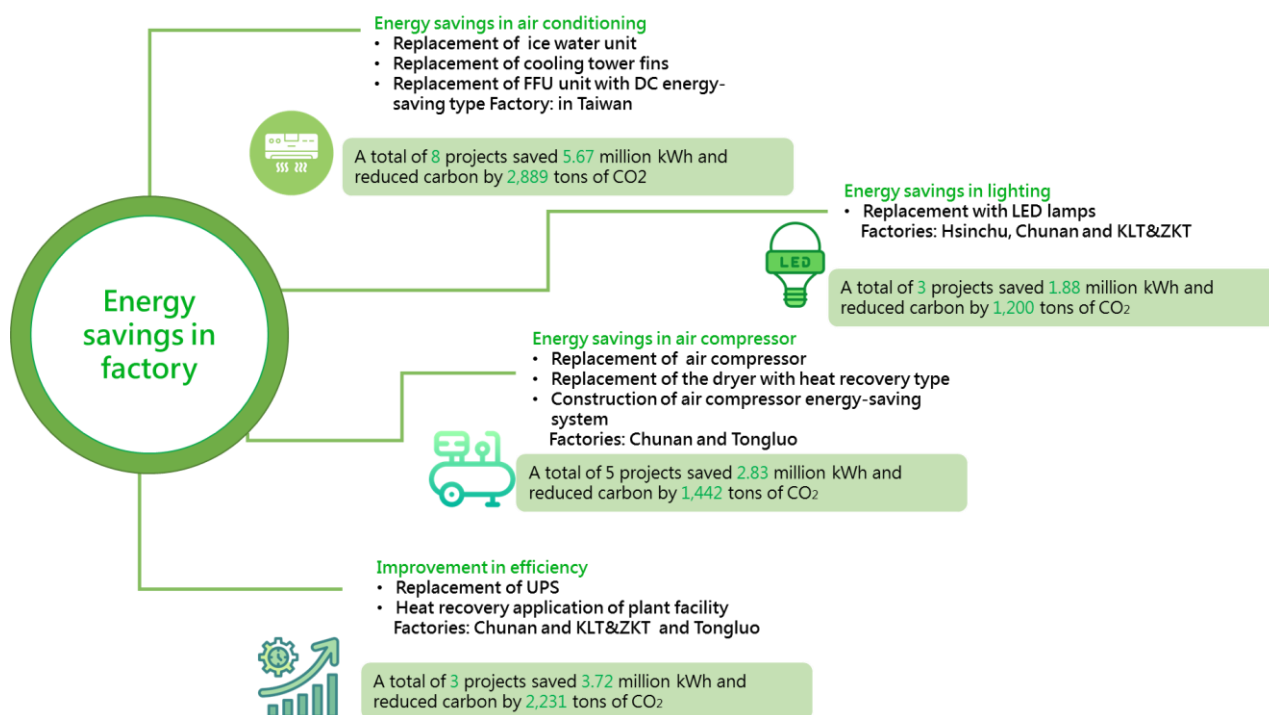 Energy savings in air conditioning
• Replacement of ice water unit
• Replacement of cooling tower fins
• Replacement of FFU unit with DC energy-
saving type Factory: in Taiwan
A total of 8 projects saved 5.67 million kWh and
reduced carbon by 2,889 tons of CO2
Energy savings in lighting
• Replacement with LED lamps
Factories: Hsinchu, Chunan and KLT&ZKT
LED
A total of 3 projects saved 1.88 million kWh and
reduced carbon by 1,200 tons of CO₂
Energy
savings in
factory
Energy savings in air compressor
• Replacement of air compressor
• Replacement of the dryer with heat recovery type
• Construction of air compressor energy-saving
system
Factories: Chunan and Tongluo
A total of 5 projects saved 2.83 million kWh and
reduced carbon by 1,442 tons of CO₂
Improvement in efficiency
• Replacement of UPS
• Heat recovery application of plant facility
Factories: Chunan and KLT&ZKT and Tongluo
A total of 3 projects saved 3.72 million kWh and
reduced carbon by 2,231 tons of CO₂